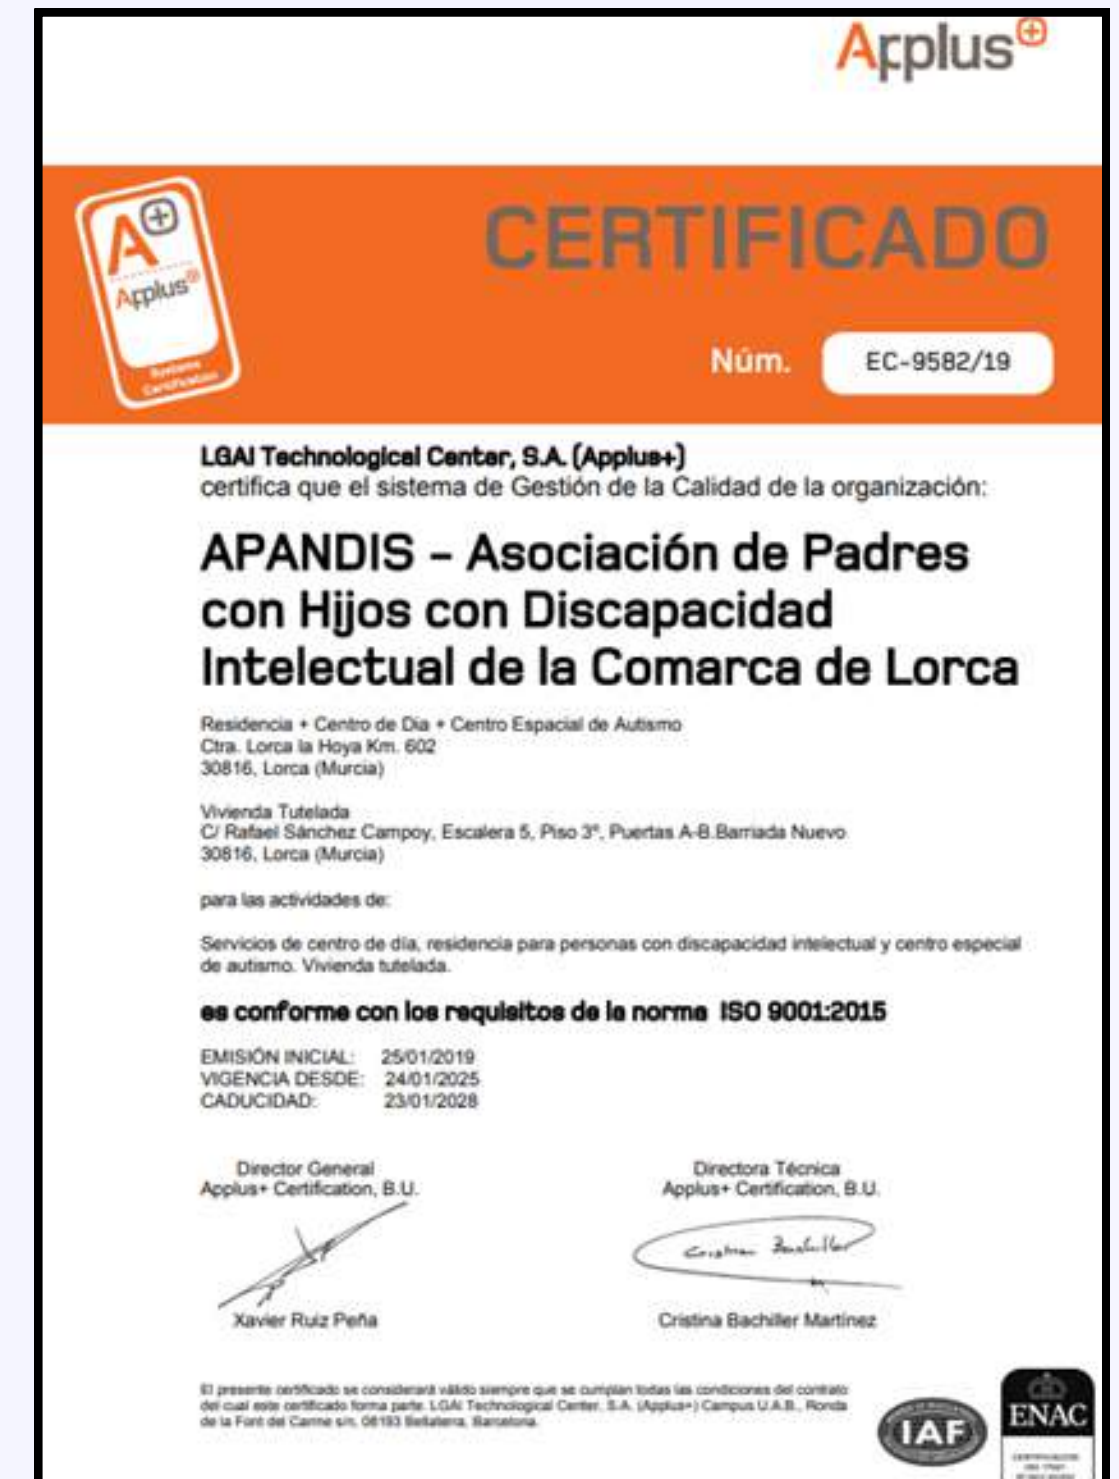 Applus+
A+
Applus+
Systems
Certification
CERTIFICADO
Núm. EC-9582/19
LGAI Technological Center, S.A. (Applus+)
certifica que el sistema de Gestión de la Calidad de la organización:
APANDIS – Asociación de Padres
con Hijos con Discapacidad
Intelectual de la Comarca de Lorca
Residencia + Centro de Dia + Centro Espacial de Autismo
Ctra. Lorca la Hoya Km. 602
30816, Lorca (Murcia)
Vivienda Tutelada
C/ Rafael Sánchez Campoy, Escalera 5, Piso 3º, Puertas A-B.Barriada Nuevo
30816, Lorca (Murcia)
para las actividades de:
Servicios de centro de día, residencia para personas con discapacidad intelectual y centro especial
de autismo. Vivienda tutelada.
es conforme con los requisitos de la norma ISO 9001:2015
EMISIÓN INICIAL: 25/01/2019
VIGENCIA DESDE: 24/01/2025
CADUCIDAD: 23/01/2028
Director General
Applus+ Certification, B.U.
Xavier Ruiz Peña
Directora Técnica
Applus+ Certification, B.U.
Cristina Bachiller
Cristina Bachiller Martínez
El presente certificado se considerará válido siempre que se cumplan todas las condiciones del contrato
del cual este certificado forma parte. LGAI Technological Center, S.A. (Applus+) Campus U.A.B., Ronda
de la Font del Carme s/n, 08193 Bellaterra, Barcelona.
IAF
ENAC